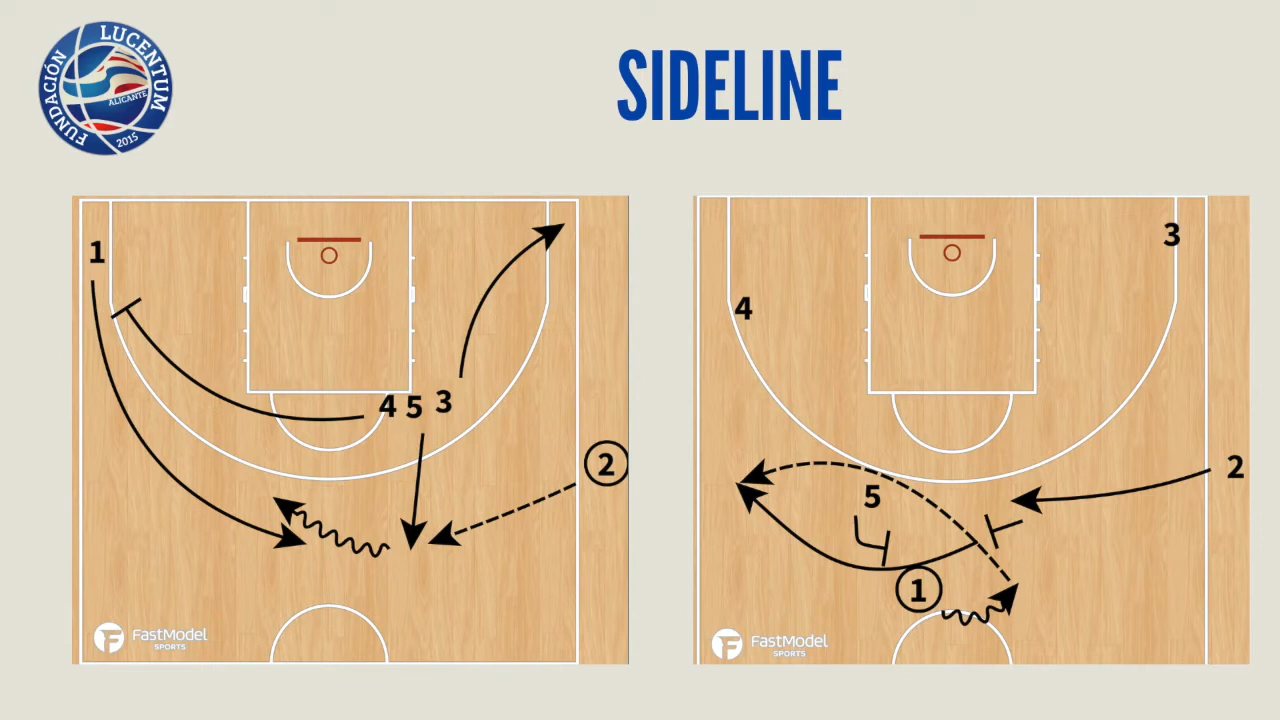 FUNDACIÓN LUCENTUM
ALICANTE
2015
SIDELINE
1
4 5 3
2
FastModel
SPORTS
3
4
2
5
1
FastModel
SPORTS